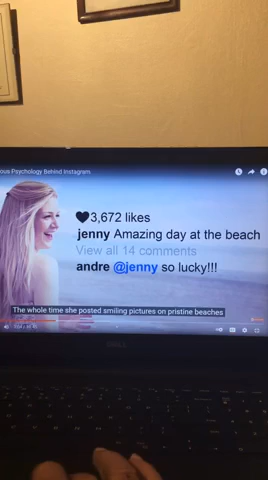 ious Psychology Behind Instagram
3,672 likes
jenny Amazing day at the beach
View all 14 comments
andre @jenny so lucky!!!
The whole time she posted smiling pictures on pristine beaches
DELL